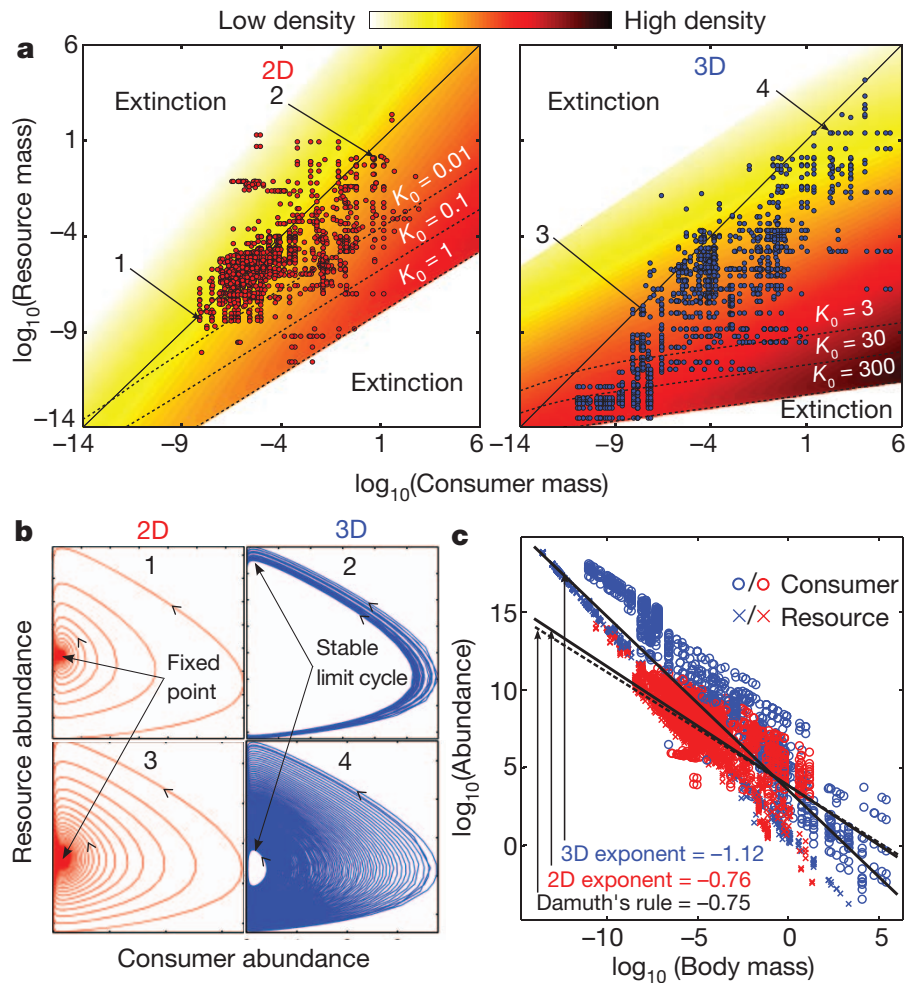 Low density High density
a
2D
3D
Extinction
Extinction
1
2
3
4
K0 = 0.01
K0 = 0.1
K0 = 1
K0 = 3
K0 = 30
K0 = 300
Extinction
Extinction
6
1
−4
−9
−14
−14 −9 −4 1 6
−14 −9 −4 1 6
log10(Resource mass)
log10(Consumer mass)
b
2D 3D
1 2
Fixed point
Stable limit cycle
3 4
Resource abundance
Consumer abundance
c
○/○ Consumer
×/× Resource
15
10
5
0
log10(Abundance)
3D exponent = −1.12
2D exponent = −0.76
Damuth's rule = −0.75
−10 −5 0 5
log10 (Body mass)